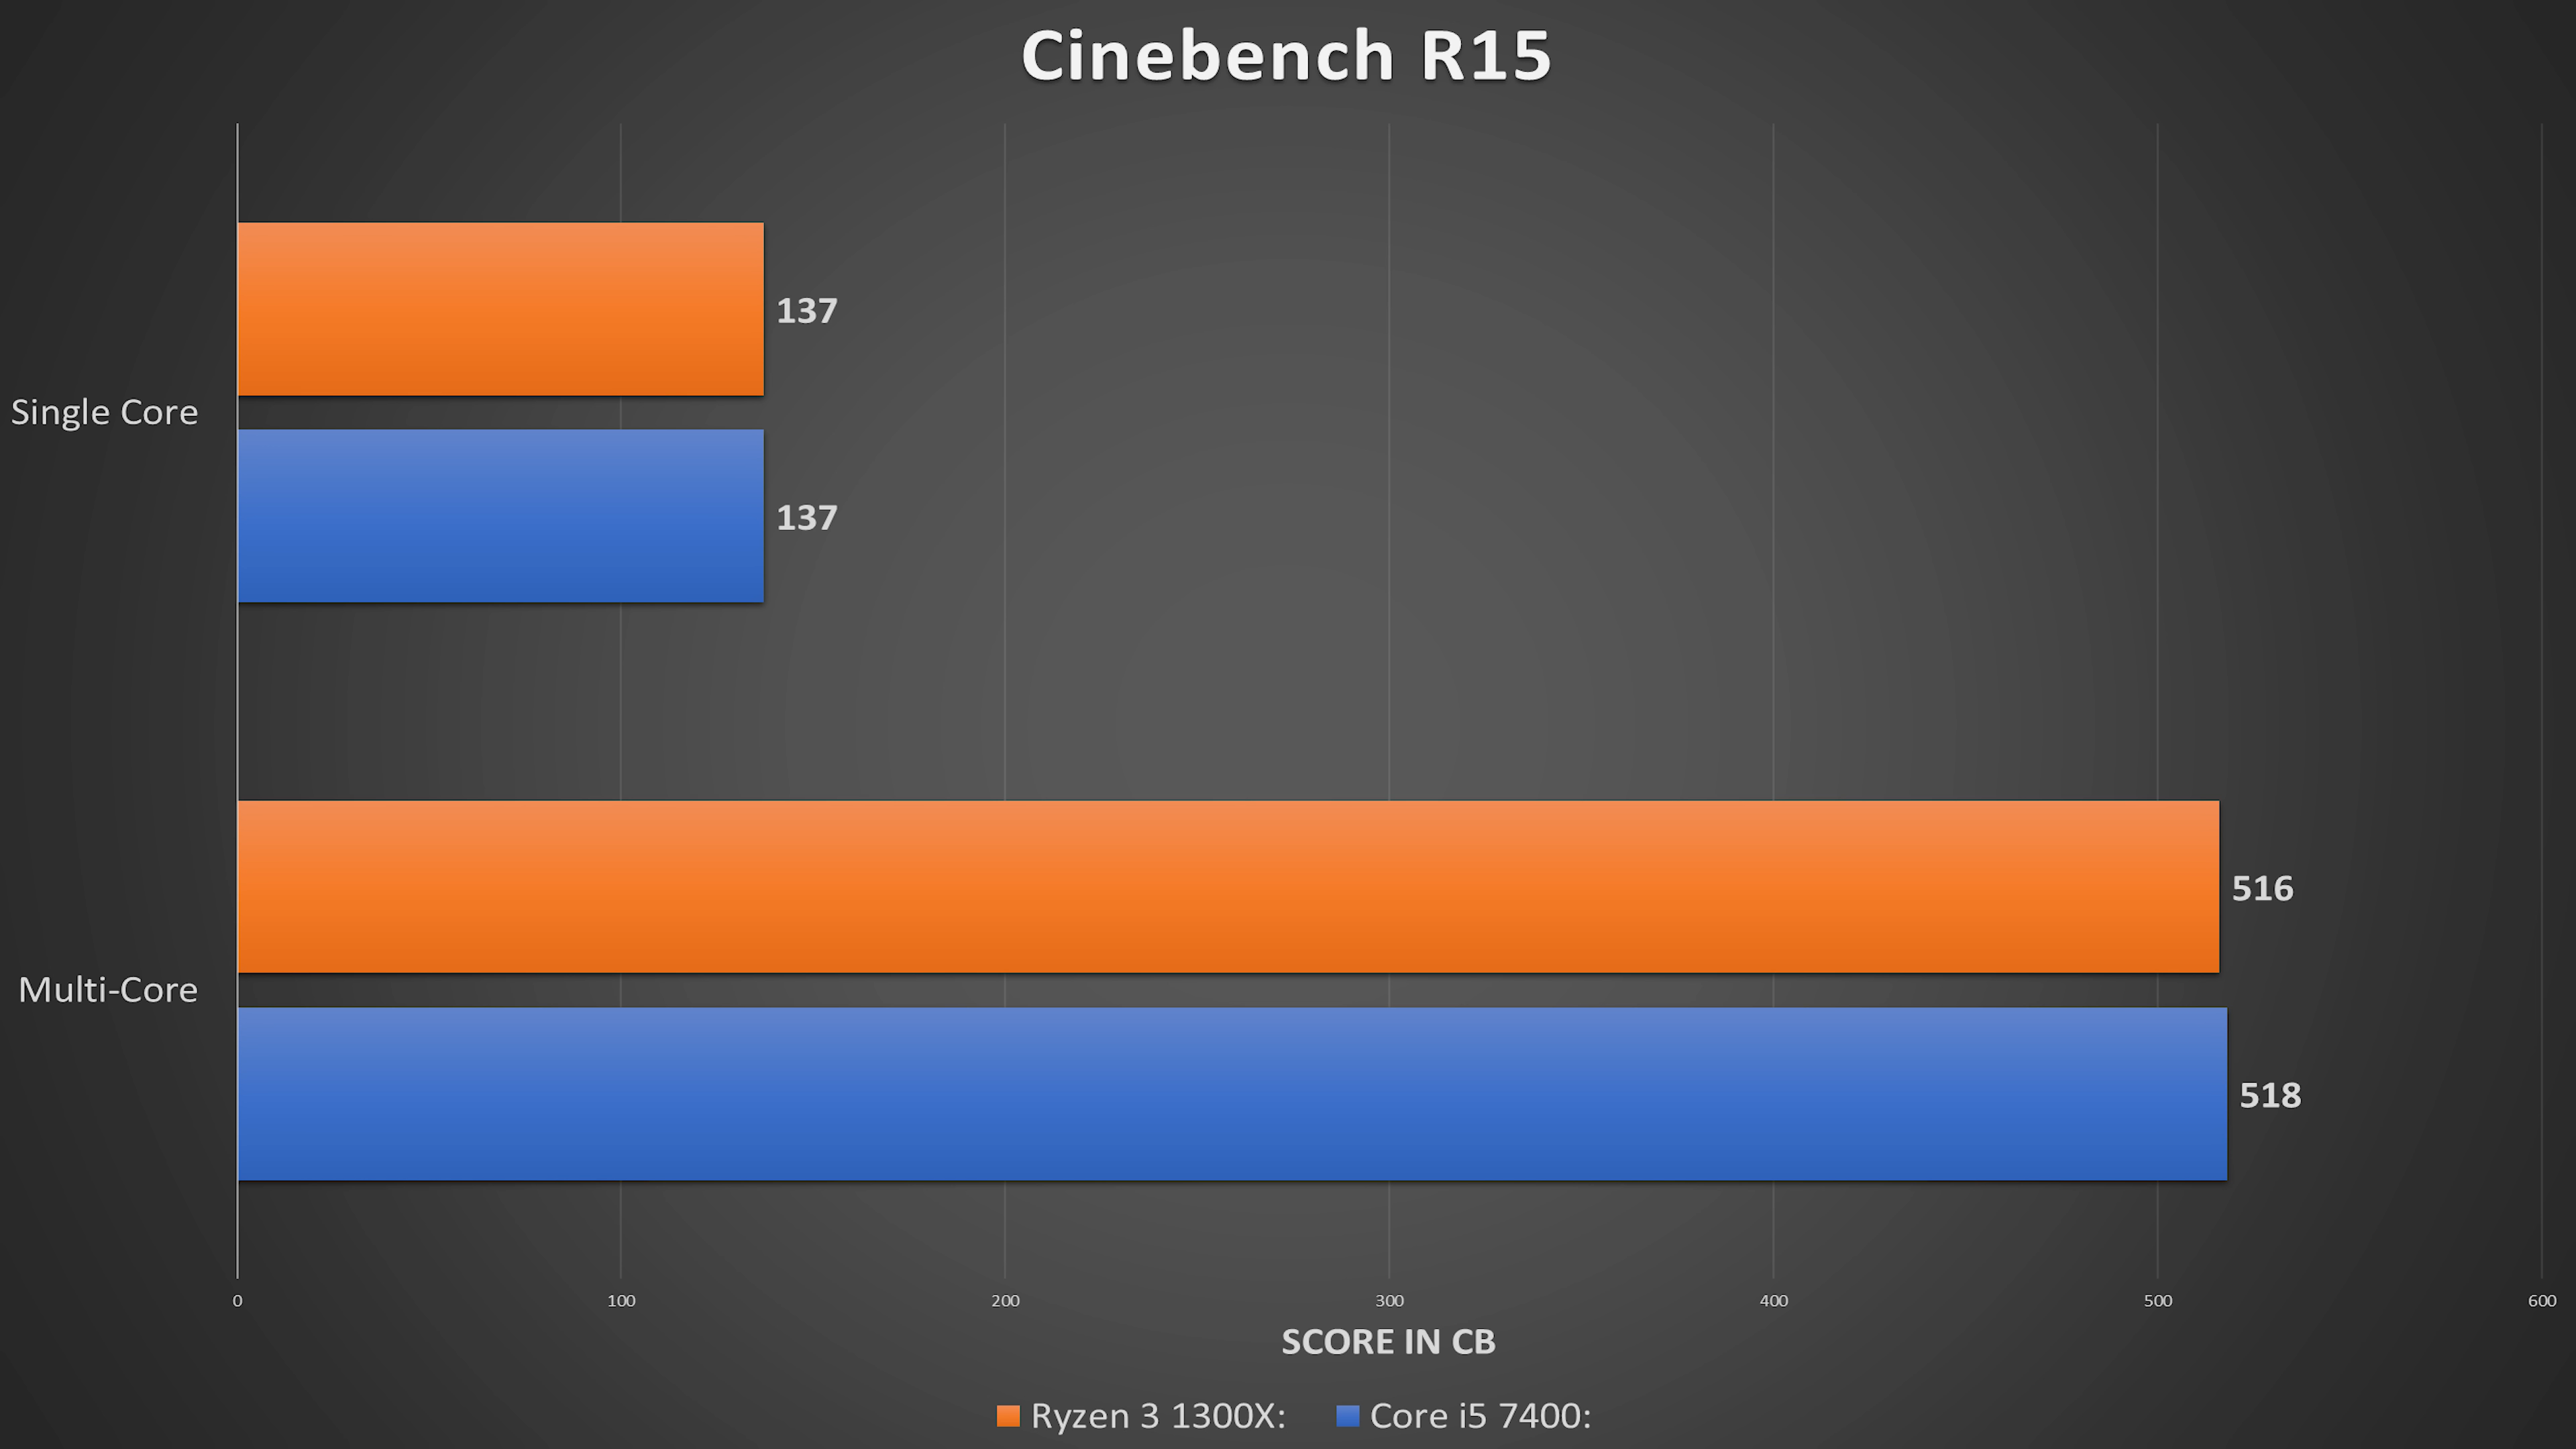 Cinebench R15
137
Single Core
137
516
Multi-Core
518
0 100 200 300 400 500 600
SCORE IN CB
Ryzen 3 1300X: Core i5 7400: